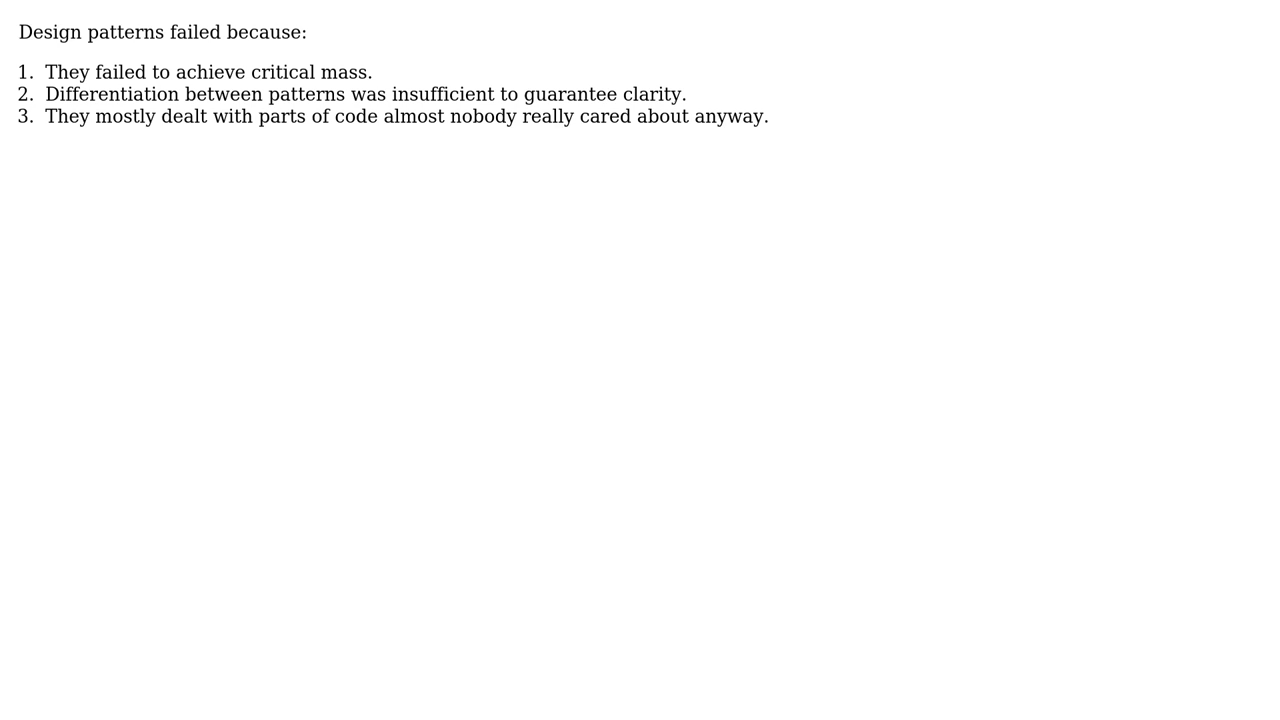 Design patterns failed because:
1. They failed to achieve critical mass.
2. Differentiation between patterns was insufficient to guarantee clarity.
3. They mostly dealt with parts of code almost nobody really cared about anyway.